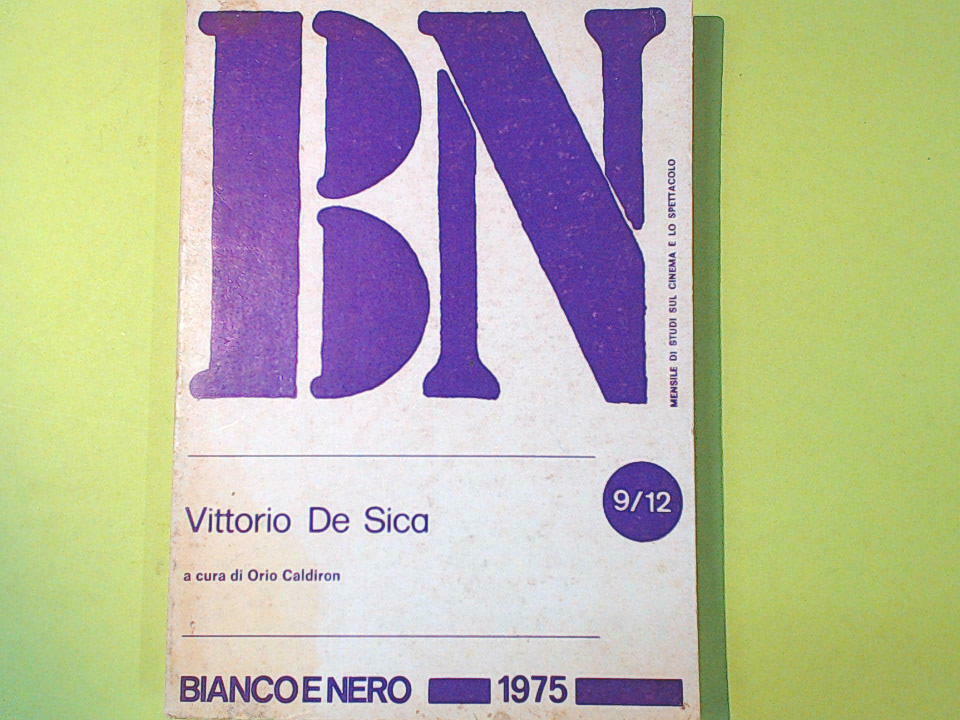 BN
MENSILE DI STUDI SUL CINEMA E LO SPETTACOLO
9/12
Vittorio De Sica
a cura di Orio Caldiron
BIANCO E NERO 1975